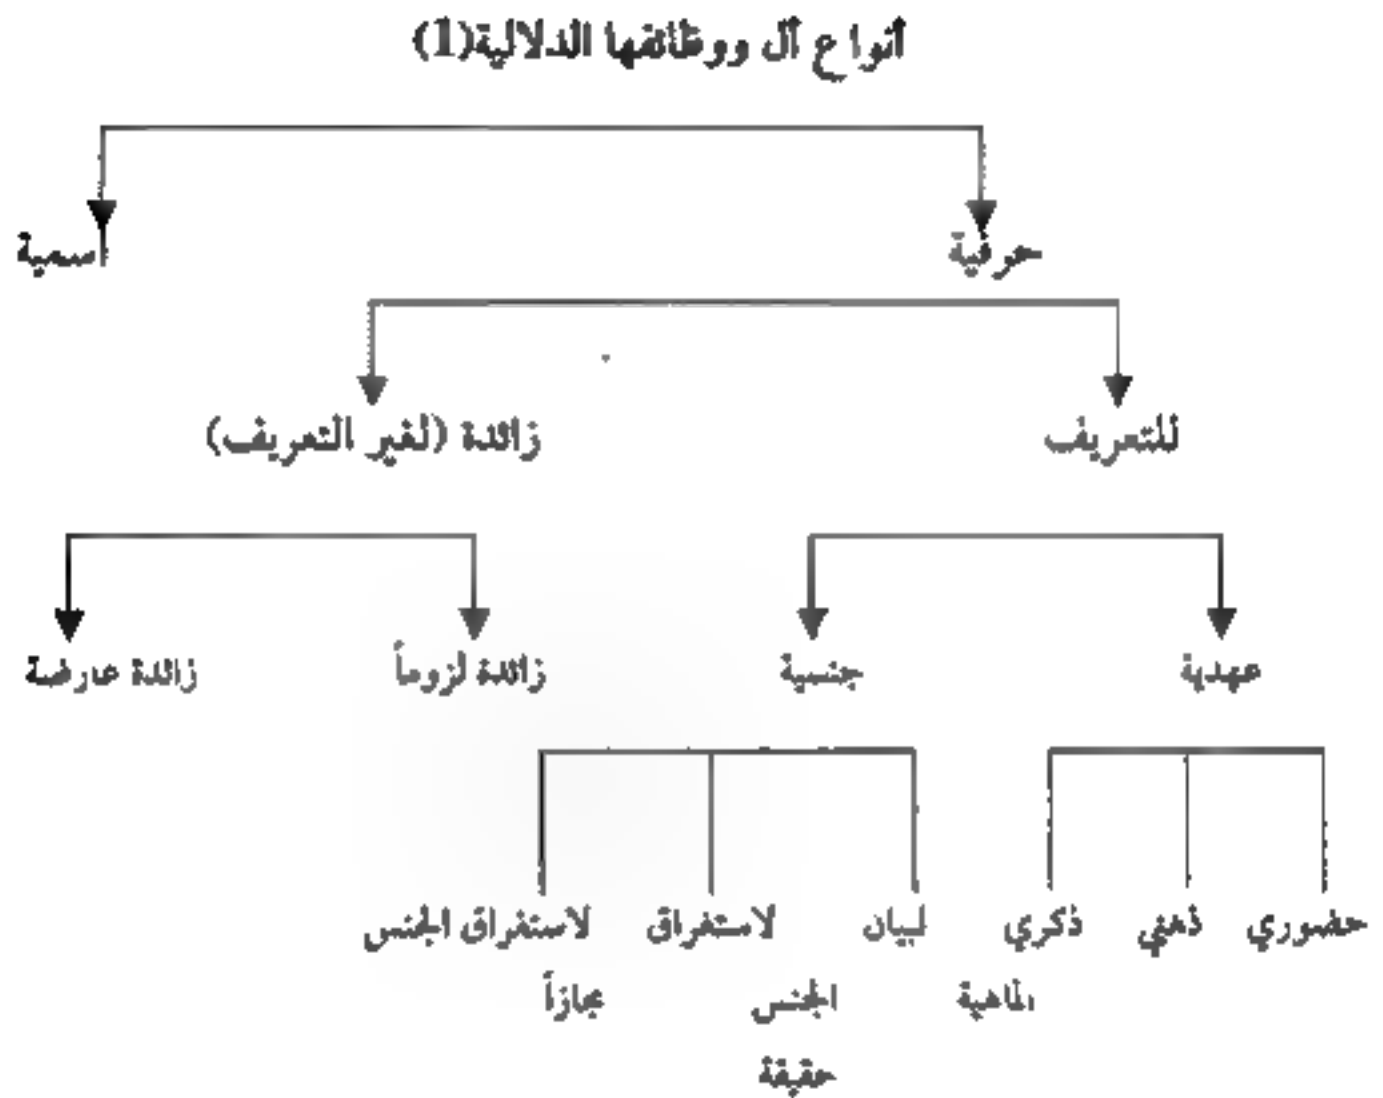 أنواع أل ووظائفها الدلالية(1)
حرفية اسمية
للتعريف زائدة (لغير التعريف)
عهدية جنسية زائدة لزوماً زائدة عارضة
حضوري ذهني ذكري لبيان لاستغراق لاستغراق الجنس
الماهية الجنس مجازاً
حقيقة